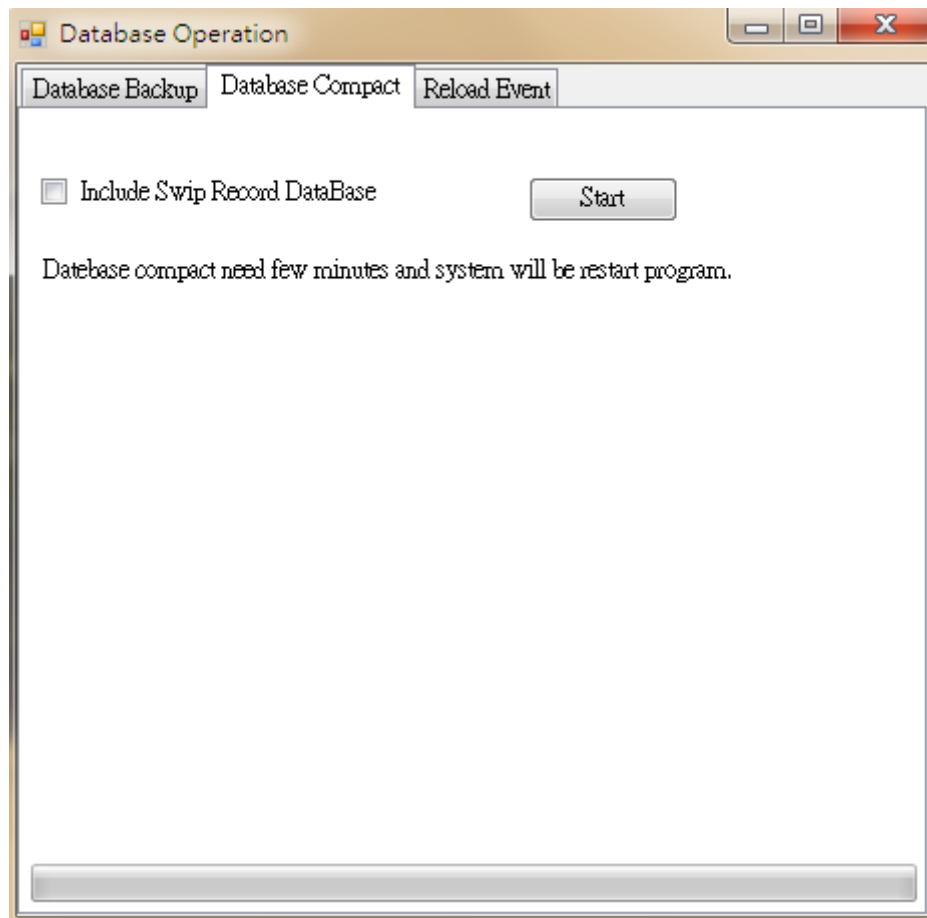 Database Operation
Database Backup Database Compact Reload Event
Include Swip Record DataBase Start
Datebase compact need few minutes and system will be restart program.